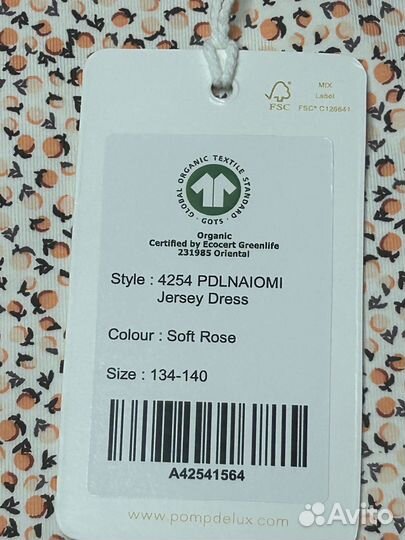 FSC
MIX
Label
FSC® C126641
GLOBAL ORGANIC TEXTILE STANDARD
· GOTS ·
Organic
Certified by Ecocert Greenlife
231985 Oriental
Style : 4254 PDLNAIOMI
Jersey Dress
Colour : Soft Rose
Size : 134-140
A42541564
www.pompdelux.com
Avito